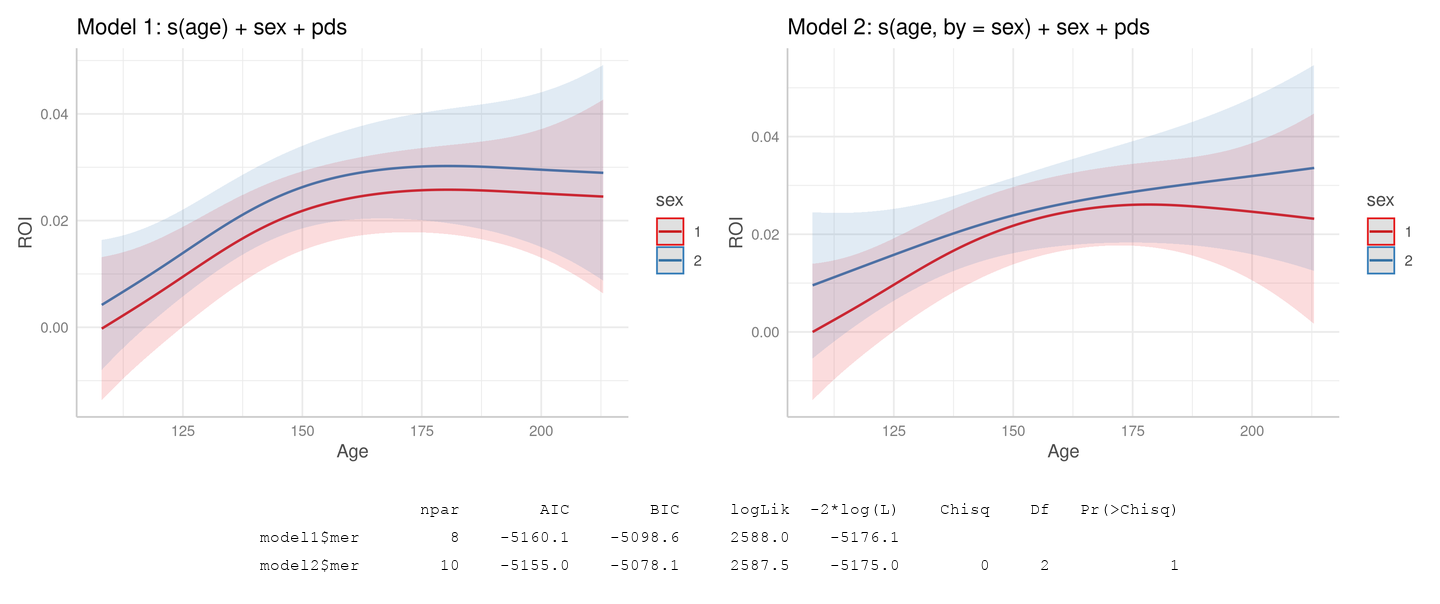 Model 1: s(age) + sex + pds
0.04
0.02
0.00
ROI
125 150 175 200
Age
sex
1
2
Model 2: s(age, by = sex) + sex + pds
0.04
0.02
0.00
ROI
125 150 175 200
Age
sex
1
2
npar AIC BIC logLik -2*log(L) Chisq Df Pr(>Chisq)
model1$mer 8 -5160.1 -5098.6 2588.0 -5176.1
model2$mer 10 -5155.0 -5078.1 2587.5 -5175.0 0 2 1